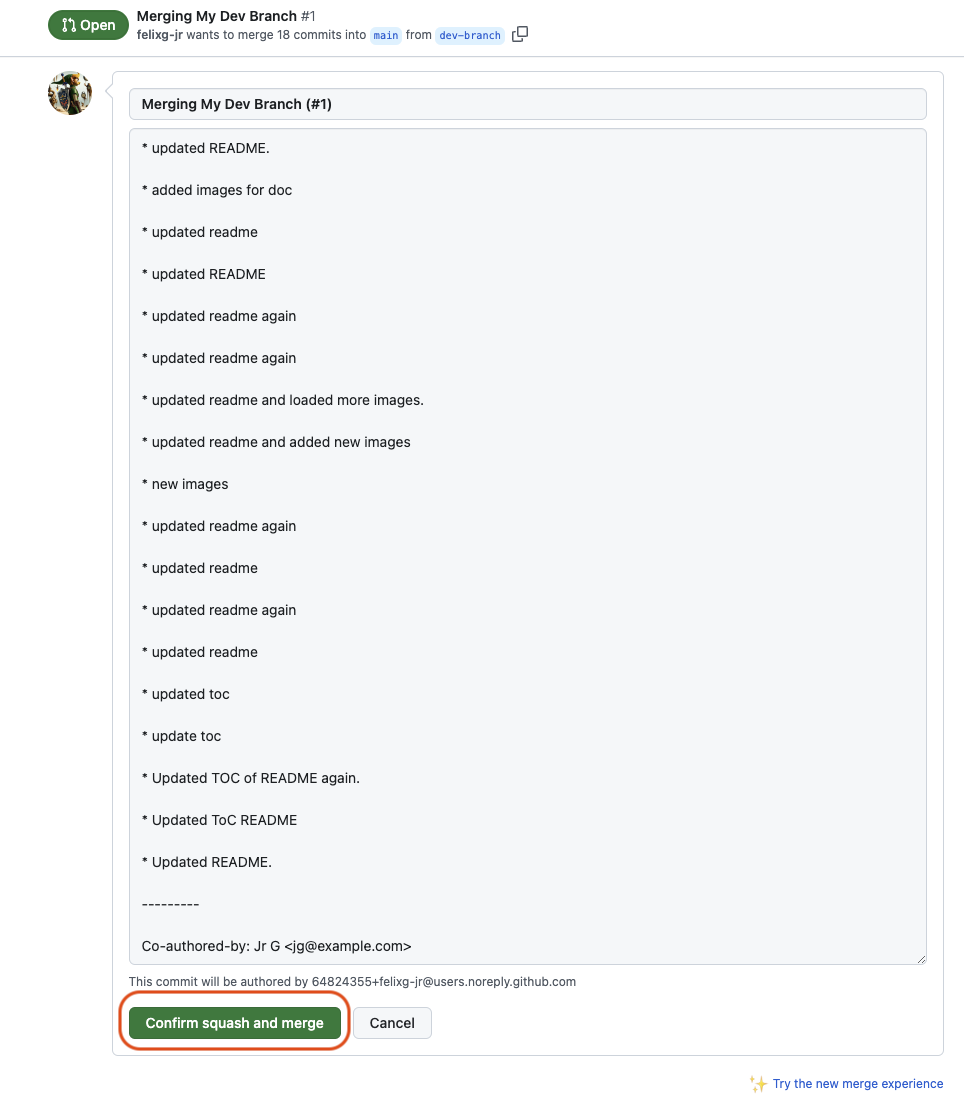 Open
Merging My Dev Branch #1
felixg-jr wants to merge 18 commits into main from dev-branch
Merging My Dev Branch (#1)
* updated README.
* added images for doc
* updated readme
* updated README
* updated readme again
* updated readme again
* updated readme and loaded more images.
* updated readme and added new images
* new images
* updated readme again
* updated readme
* updated readme again
* updated readme
* updated toc
* update toc
* Updated TOC of README again.
* Updated ToC README
* Updated README.
---------
Co-authored-by: Jr G <jg@example.com>
This commit will be authored by 64824355+felixg-jr@users.noreply.github.com
Confirm squash and merge
Cancel
Try the new merge experience